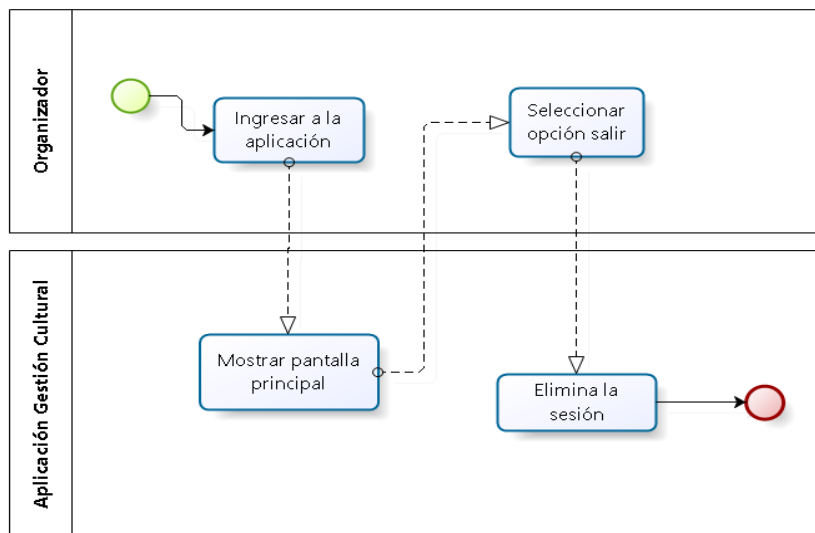 Organizador
Ingresar a la
aplicación
Seleccionar
opción salir
Aplicación Gestión Cultural
Mostrar pantalla
principal
Elimina la
sesión